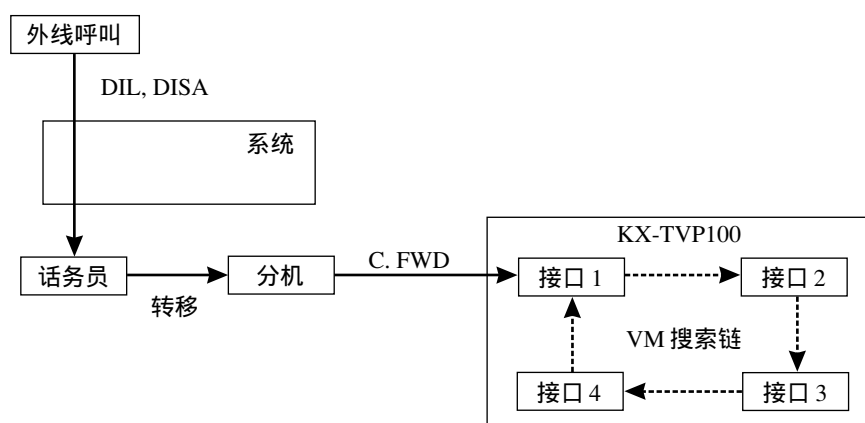 外线呼叫
DIL, DISA
系统
KX-TVP100
话务员
转移
分机
C. FWD
接口 1
接口 2
VM 搜索链
接口 4
接口 3